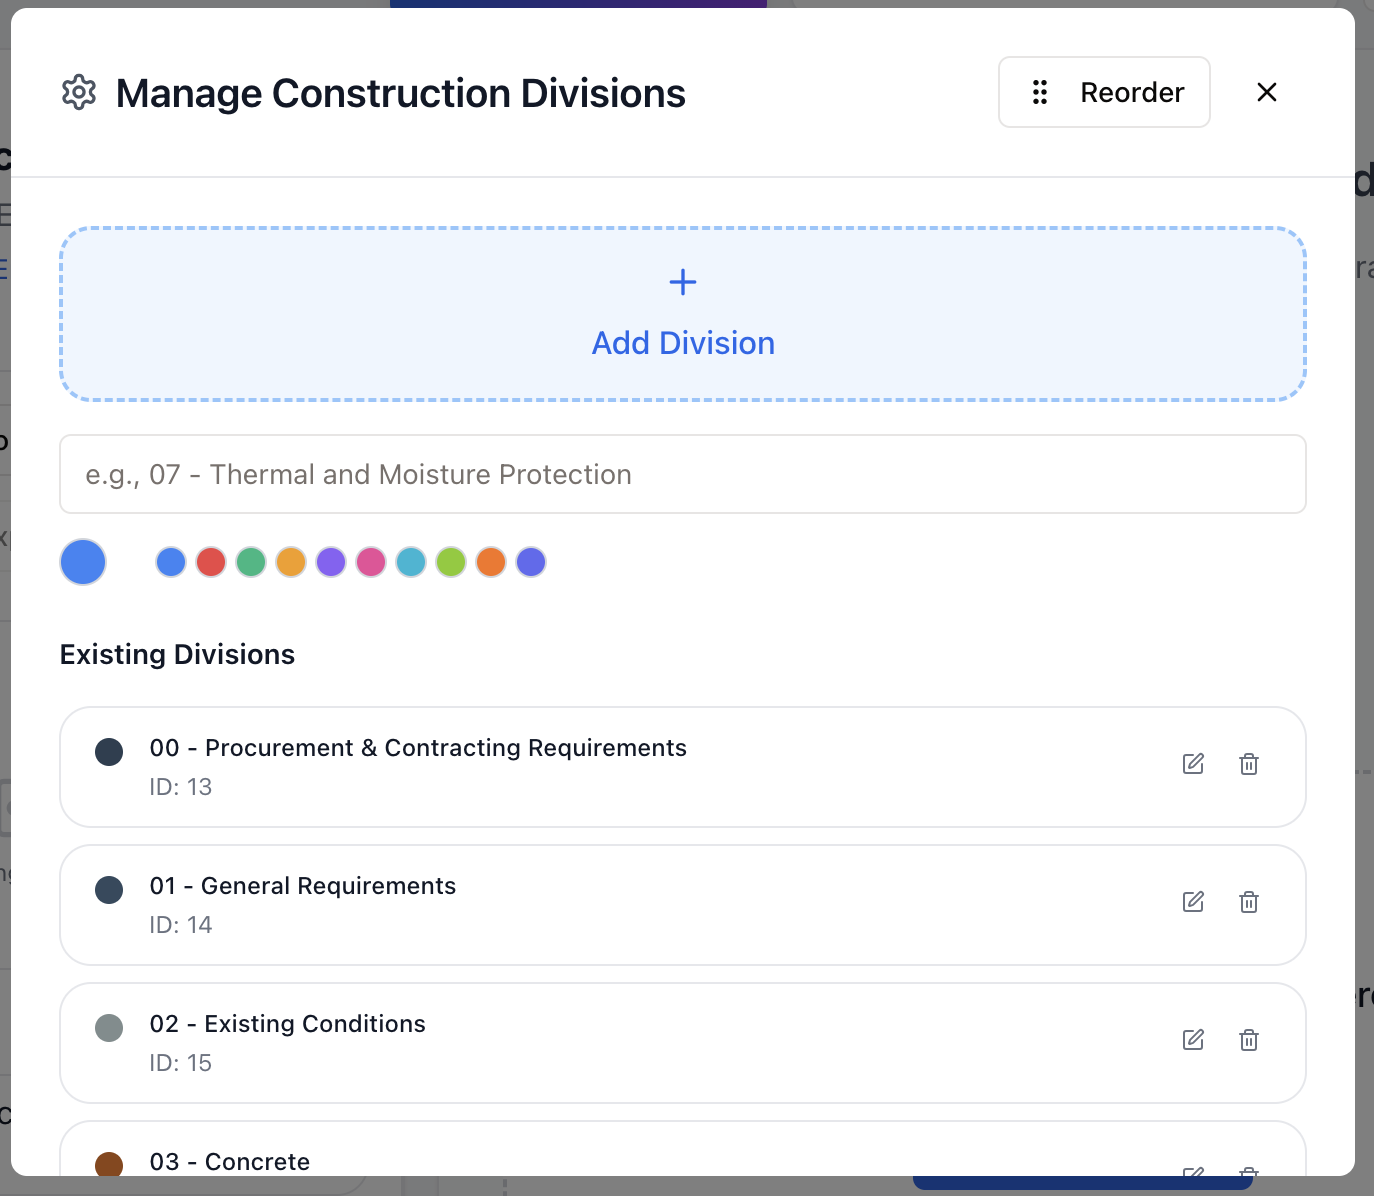 Manage Construction Divisions
Reorder
Add Division
e.g., 07 - Thermal and Moisture Protection
Existing Divisions
00 - Procurement & Contracting Requirements
ID: 13
01 - General Requirements
ID: 14
02 - Existing Conditions
ID: 15
03 - Concrete